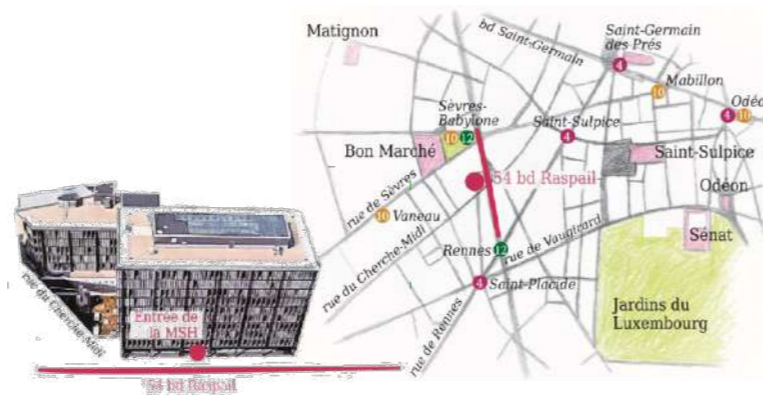 Matignon
bd Saint-Germain
Saint-Germain
des Prés
4
10
Mabillon
4 10
Odé
Sèvres-
Babylone
10 12
Saint-Sulpice
4
Bon Marché
Saint-Sulpice
54 bd Raspail
rue de Sèvres
10 Vaneau
Odéon
Sénat
rue du Cherche-Midi
Rennes 12
rue de Vaugirard
4 Saint-Placide
rue de Rennes
Jardins du
Luxembourg
rue du Cherche-Midi
Entrée de
la MSH
54 bd Raspail